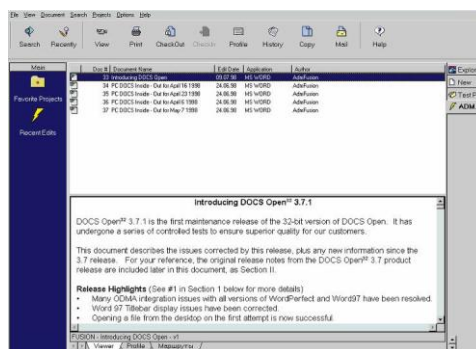 File View Document Search Projects Options Help
Search Recently View Print CheckOut CheckIn Profile History Copy Mail Help
Main
Favorite Projects
Recent Edits
Doc # Document Name Edit Date Application Author
33 Introducing DOCS Open 09.07.98 MS WORD AdeFusion
34 PC DOCS Inside - Out for April 16 1998 24.06.98 MS WORD AdeFusion
35 PC DOCS Inside - Out for April 23 1998 24.06.98 MS WORD AdeFusion
36 PC DOCS Inside - Out for April 6 1998 24.06.98 MS WORD AdeFusion
37 PC DOCS Inside - Out for May 7 1998 24.06.98 MS WORD AdeFusion
Explor
New
Test F
ADM.
Introducing DOCS Open³² 3.7.1
DOCS Open³² 3.7.1 is the first maintenance release of the 32-bit version of DOCS Open. It has
undergone a series of controlled tests to ensure superior quality for our customers.
This document describes the issues corrected by this release, plus any new information since the
3.7 release. For your reference, the original release notes from the DOCS Open³² 3.7 product
release are included later in this document, as Section II.
Release Highlights (See #1 in Section 1 below for more details)
• Many ODMA integration issues with all versions of WordPerfect and Word97 have been resolved.
• Word 97 Titlebar display issues have been corrected.
• Opening a file from the desktop on the first attempt is now successful.
FUSION - Introducing DOCS Open - v1
Viewer Profile Маршруты